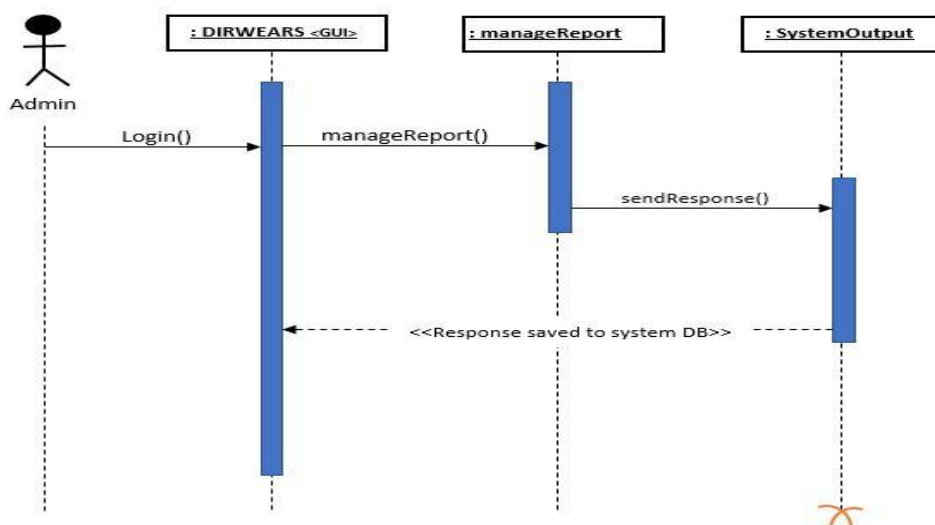 : DIRWEARS <GUI>
: manageReport
: SystemOutput
Admin
Login()
manageReport()
sendResponse()
<<Response saved to system DB>>